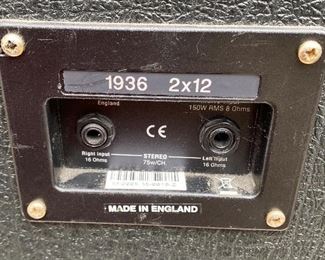 1936 2x12
England 150W RMS 8 Ohms
CE
Right Input STEREO Left Input
16 Ohms 75w/CH. 16 Ohms
MADE IN ENGLAND